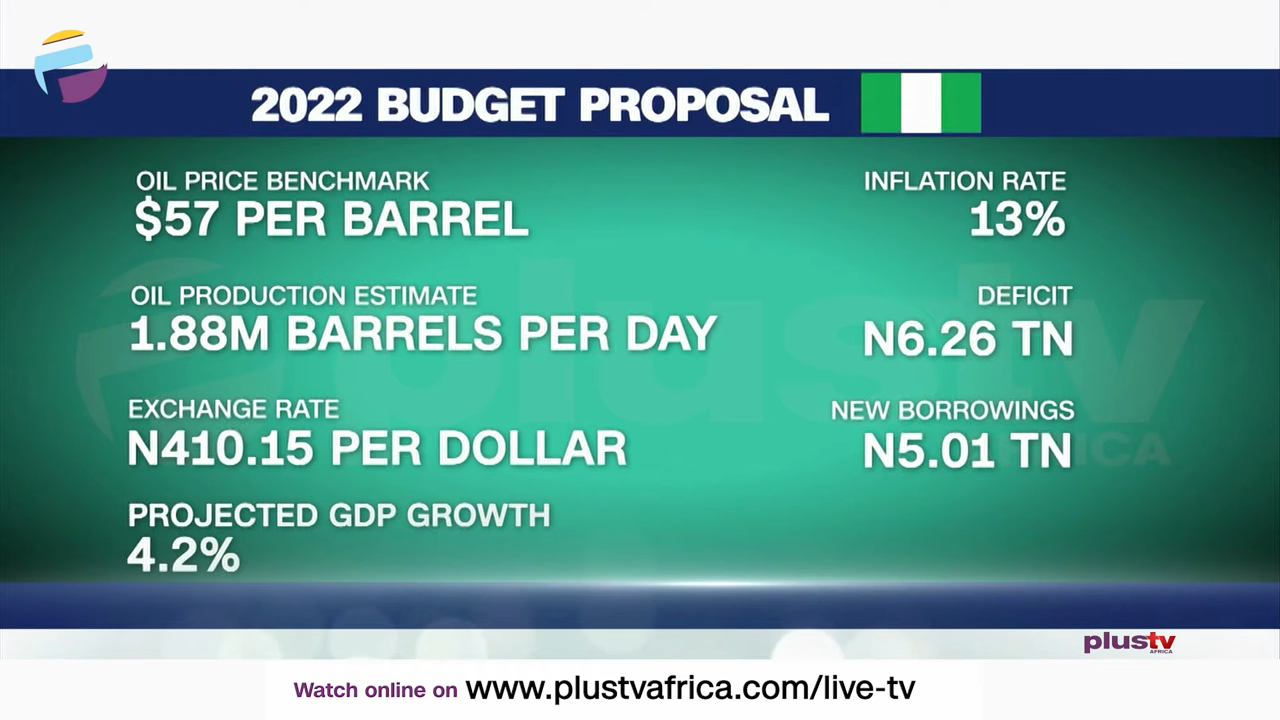 2022 BUDGET PROPOSAL
OIL PRICE BENCHMARK
$57 PER BARREL
OIL PRODUCTION ESTIMATE
1.88M BARRELS PER DAY
EXCHANGE RATE
N410.15 PER DOLLAR
PROJECTED GDP GROWTH
4.2%
INFLATION RATE
13%
DEFICIT
N6.26 TN
NEW BORROWINGS
N5.01 TN
plustv
AFRICA
plustv
AFRICA
Watch online on www.plustvafrica.com/live-tv